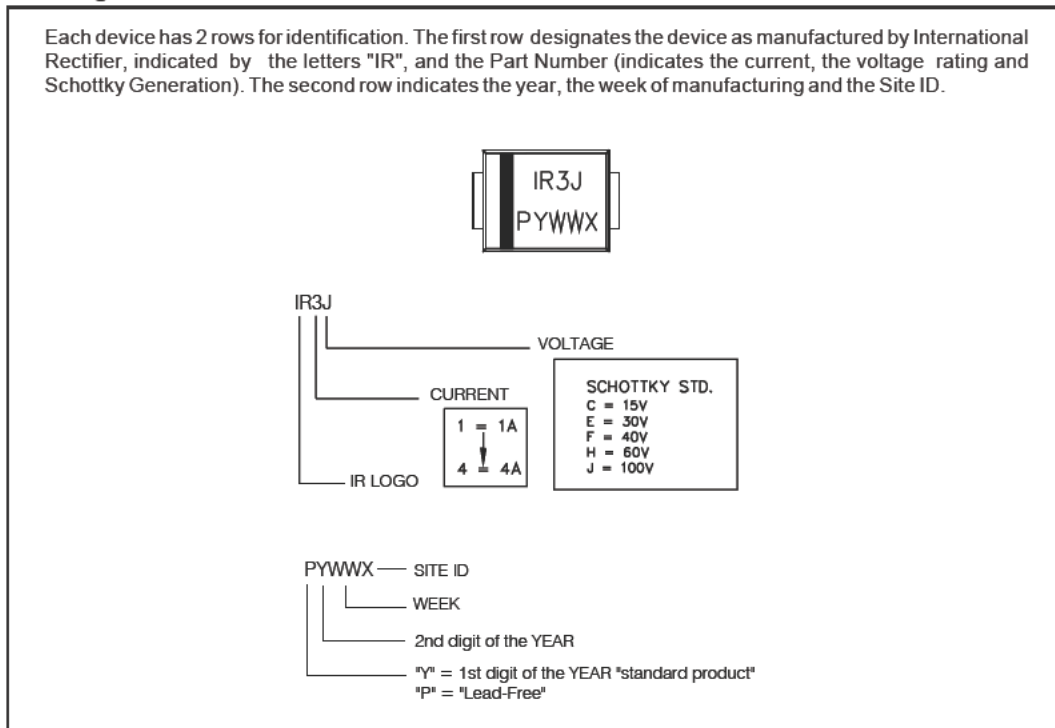 Each device has 2 rows for identification. The first row designates the device as manufactured by International
Rectifier, indicated by the letters "IR", and the Part Number (indicates the current, the voltage rating and
Schottky Generation). The second row indicates the year, the week of manufacturing and the Site ID.
IR3J
PYWWX
IR3J
VOLTAGE
SCHOTTKY STD.
C = 15V
E = 30V
F = 40V
H = 60V
J = 100V
CURRENT
1 = 1A
4 = 4A
IR LOGO
PYWWX
SITE ID
WEEK
2nd digit of the YEAR
"Y" = 1st digit of the YEAR "standard product"
"P" = "Lead-Free"